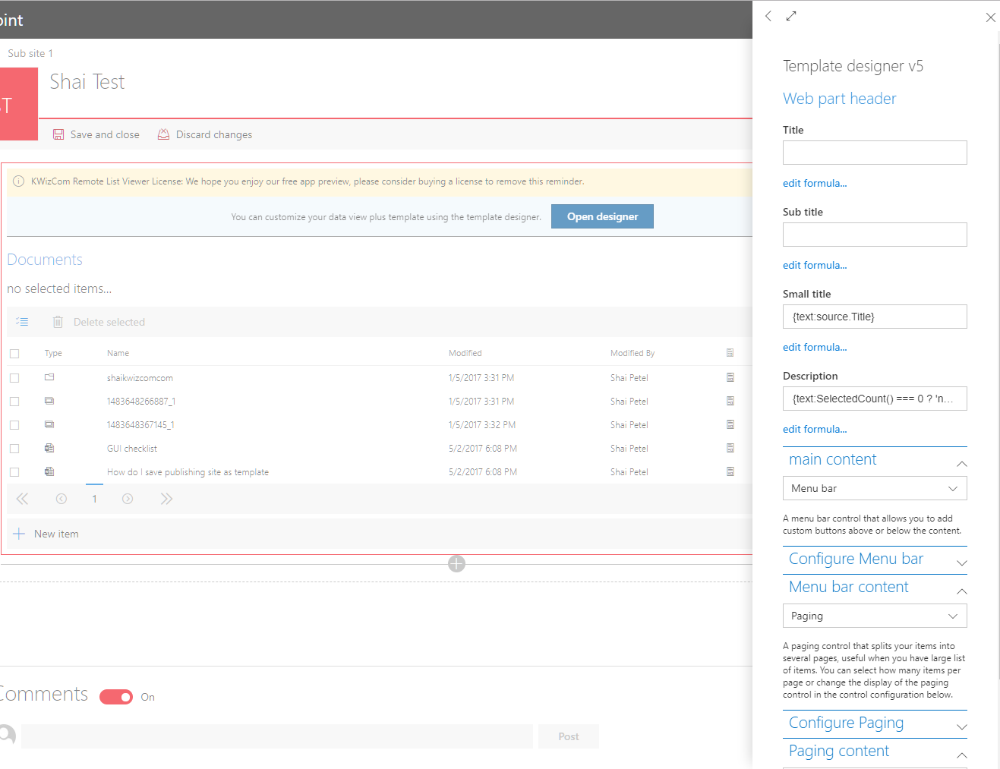 oint
Sub site 1
ST
Shai Test
Save and close
Discard changes
KWizCom Remote List Viewer License: We hope you enjoy our free app preview, please consider buying a license to remove this reminder.
You can customize your data view plus template using the template designer.
Open designer
Documents
no selected items...
Delete selected
Type Name Modified Modified By
shaikwizcomcom 1/5/2017 3:31 PM Shai Petel
1483648266887_1 1/5/2017 3:31 PM Shai Petel
1483648367145_1 1/5/2017 3:32 PM Shai Petel
GUI checklist 5/2/2017 6:08 PM Shai Petel
How do I save publishing site as template 5/2/2017 6:08 PM Shai Petel
1
New item
Comments
On
Post
Template designer v5
Web part header
Title
edit formula...
Sub title
edit formula...
Small title
{text:source.Title}
edit formula...
Description
{text:SelectedCount() === 0 ? 'n...
edit formula...
main content
Menu bar
A menu bar control that allows you to add
custom buttons above or below the content.
Configure Menu bar
Menu bar content
Paging
A paging control that splits your items into
several pages, useful when you have large list
of items. You can select how many items per
page or change the display of the paging
control in the control configuration below.
Configure Paging
Paging content